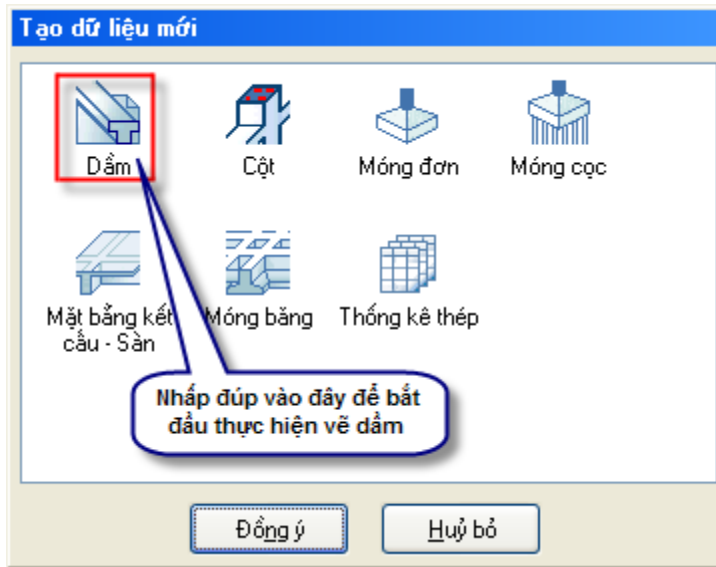 Tạo dữ liệu mới
Dầm
Cột
Móng đơn
Móng cọc
Mặt bằng kết
cấu - Sàn
Móng băng
Thống kê thép
Nhấp đúp vào đây để bắt
đầu thực hiện vẽ dầm
Đồng ý
Huỷ bỏ